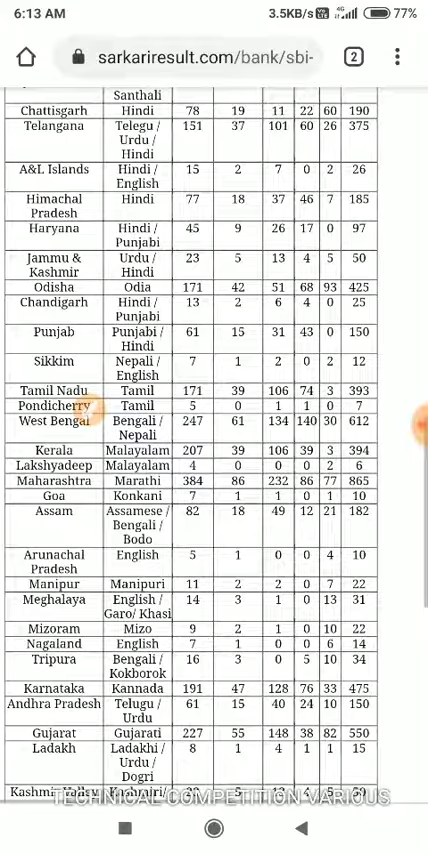 6:13 AM 3.5KB/s VoLTE 4G 77%
sarkariresult.com/bank/sbi- 2
Santhali
Chattisgarh Hindi 78 19 11 22 60 190
Telangana Telegu / 151 37 101 60 26 375
Urdu /
Hindi
A&L Islands Hindi / 15 2 7 0 2 26
English
Himachal Hindi 77 18 37 46 7 185
Pradesh
Haryana Hindi / 45 9 26 17 0 97
Punjabi
Jammu & Urdu / 23 5 13 4 5 50
Kashmir Hindi
Odisha Odia 171 42 51 68 93 425
Chandigarh Hindi / 13 2 6 4 0 25
Punjabi
Punjab Punjabi / 61 15 31 43 0 150
Hindi
Sikkim Nepali / 7 1 2 0 2 12
English
Tamil Nadu Tamil 171 39 106 74 3 393
Pondicherry Tamil 5 0 1 1 0 7
West Bengal Bengali / 247 61 134 140 30 612
Nepali
Kerala Malayalam 207 39 106 39 3 394
Lakshyadeep Malayalam 4 0 0 0 2 6
Maharashtra Marathi 384 86 232 86 77 865
Goa Konkani 7 1 1 0 1 10
Assam Assamese / 82 18 49 12 21 182
Bengali /
Bodo
Arunachal English 5 1 0 0 4 10
Pradesh
Manipur Manipuri 11 2 2 0 7 22
Meghalaya English / 14 3 1 0 13 31
Garo/ Khasi
Mizoram Mizo 9 2 1 0 10 22
Nagaland English 7 1 0 0 6 14
Tripura Bengali / 16 3 0 5 10 34
Kokborok
Karnataka Kannada 191 47 128 76 33 475
Andhra Pradesh Telugu / 61 15 40 24 10 150
Urdu
Gujarat Gujarati 227 55 148 38 82 550
Ladakh Ladakhi / 8 1 4 1 1 15
Urdu /
Dogri
Kashmir Valley Kashmiri/ 5 4 5 50
TECHNICAL COMPETITION VARIOUS